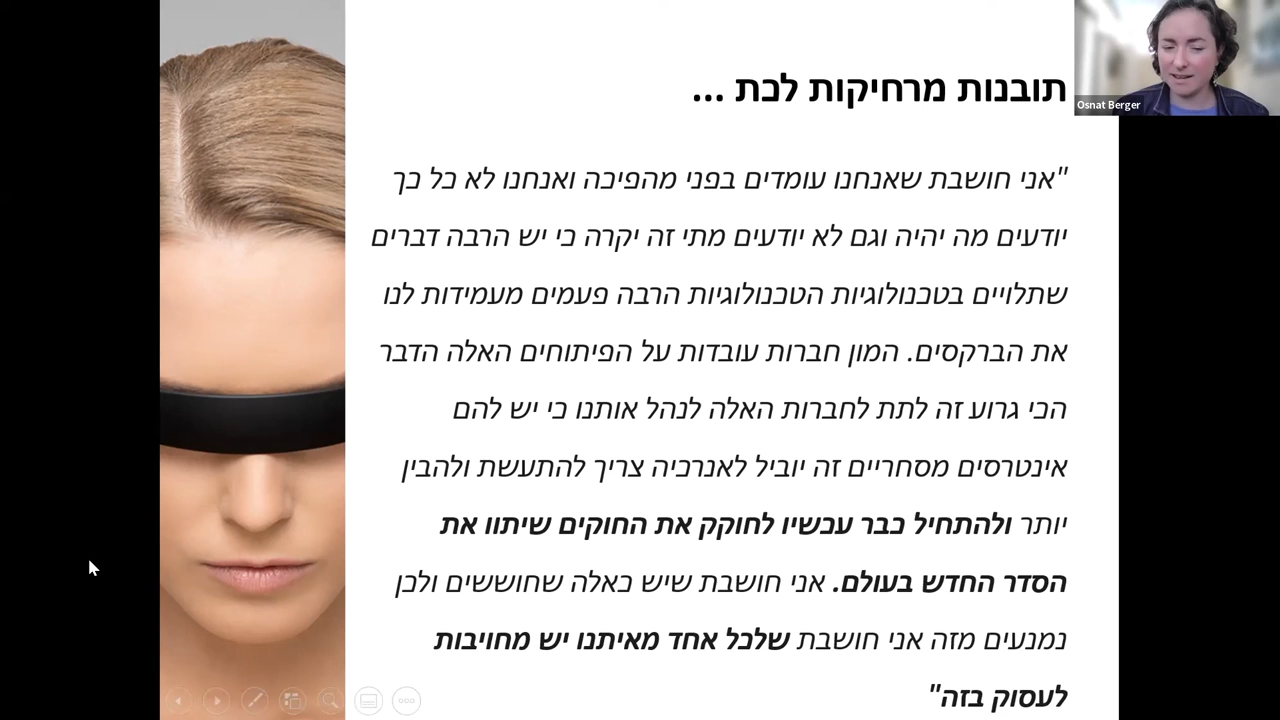 תובנות מרחיקות לכת ...
Osnat Berger
"אני חושבת שאנחנו עומדים בפני מהפיכה ואנחנו לא כל כך
יודעים מה יהיה וגם לא יודעים מתי זה יקרה כי יש הרבה דברים
שתלויים בטכנולוגיות הטכנולוגיות הרבה פעמים מעמידות לנו
את הברקסים. המון חברות עובדות על הפיתוחים האלה הדבר
הכי גרוע זה לתת לחברות האלה לנהל אותנו כי יש להם
אינטרסים מסחריים זה יוביל לאנרכיה צריך להתעשת ולהבין
יותר ולהתחיל כבר עכשיו לחוקק את החוקים שיתוו את
הסדר החדש בעולם. אני חושבת שיש כאלה שחוששים ולכן
נמנעים מזה אני חושבת שלכל אחד מאיתנו יש מחויבות
לעסוק בזה"